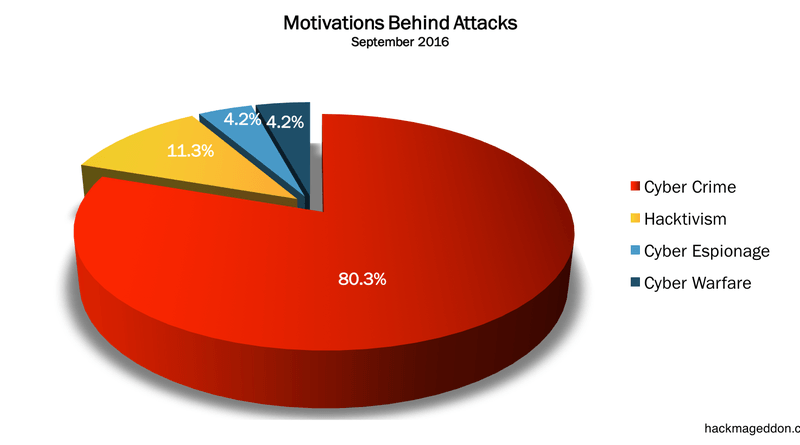 Motivations Behind Attacks
September 2016
4.2%
4.2%
11.3%
80.3%
Cyber Crime
Hacktivism
Cyber Espionage
Cyber Warfare
hackmageddon.c